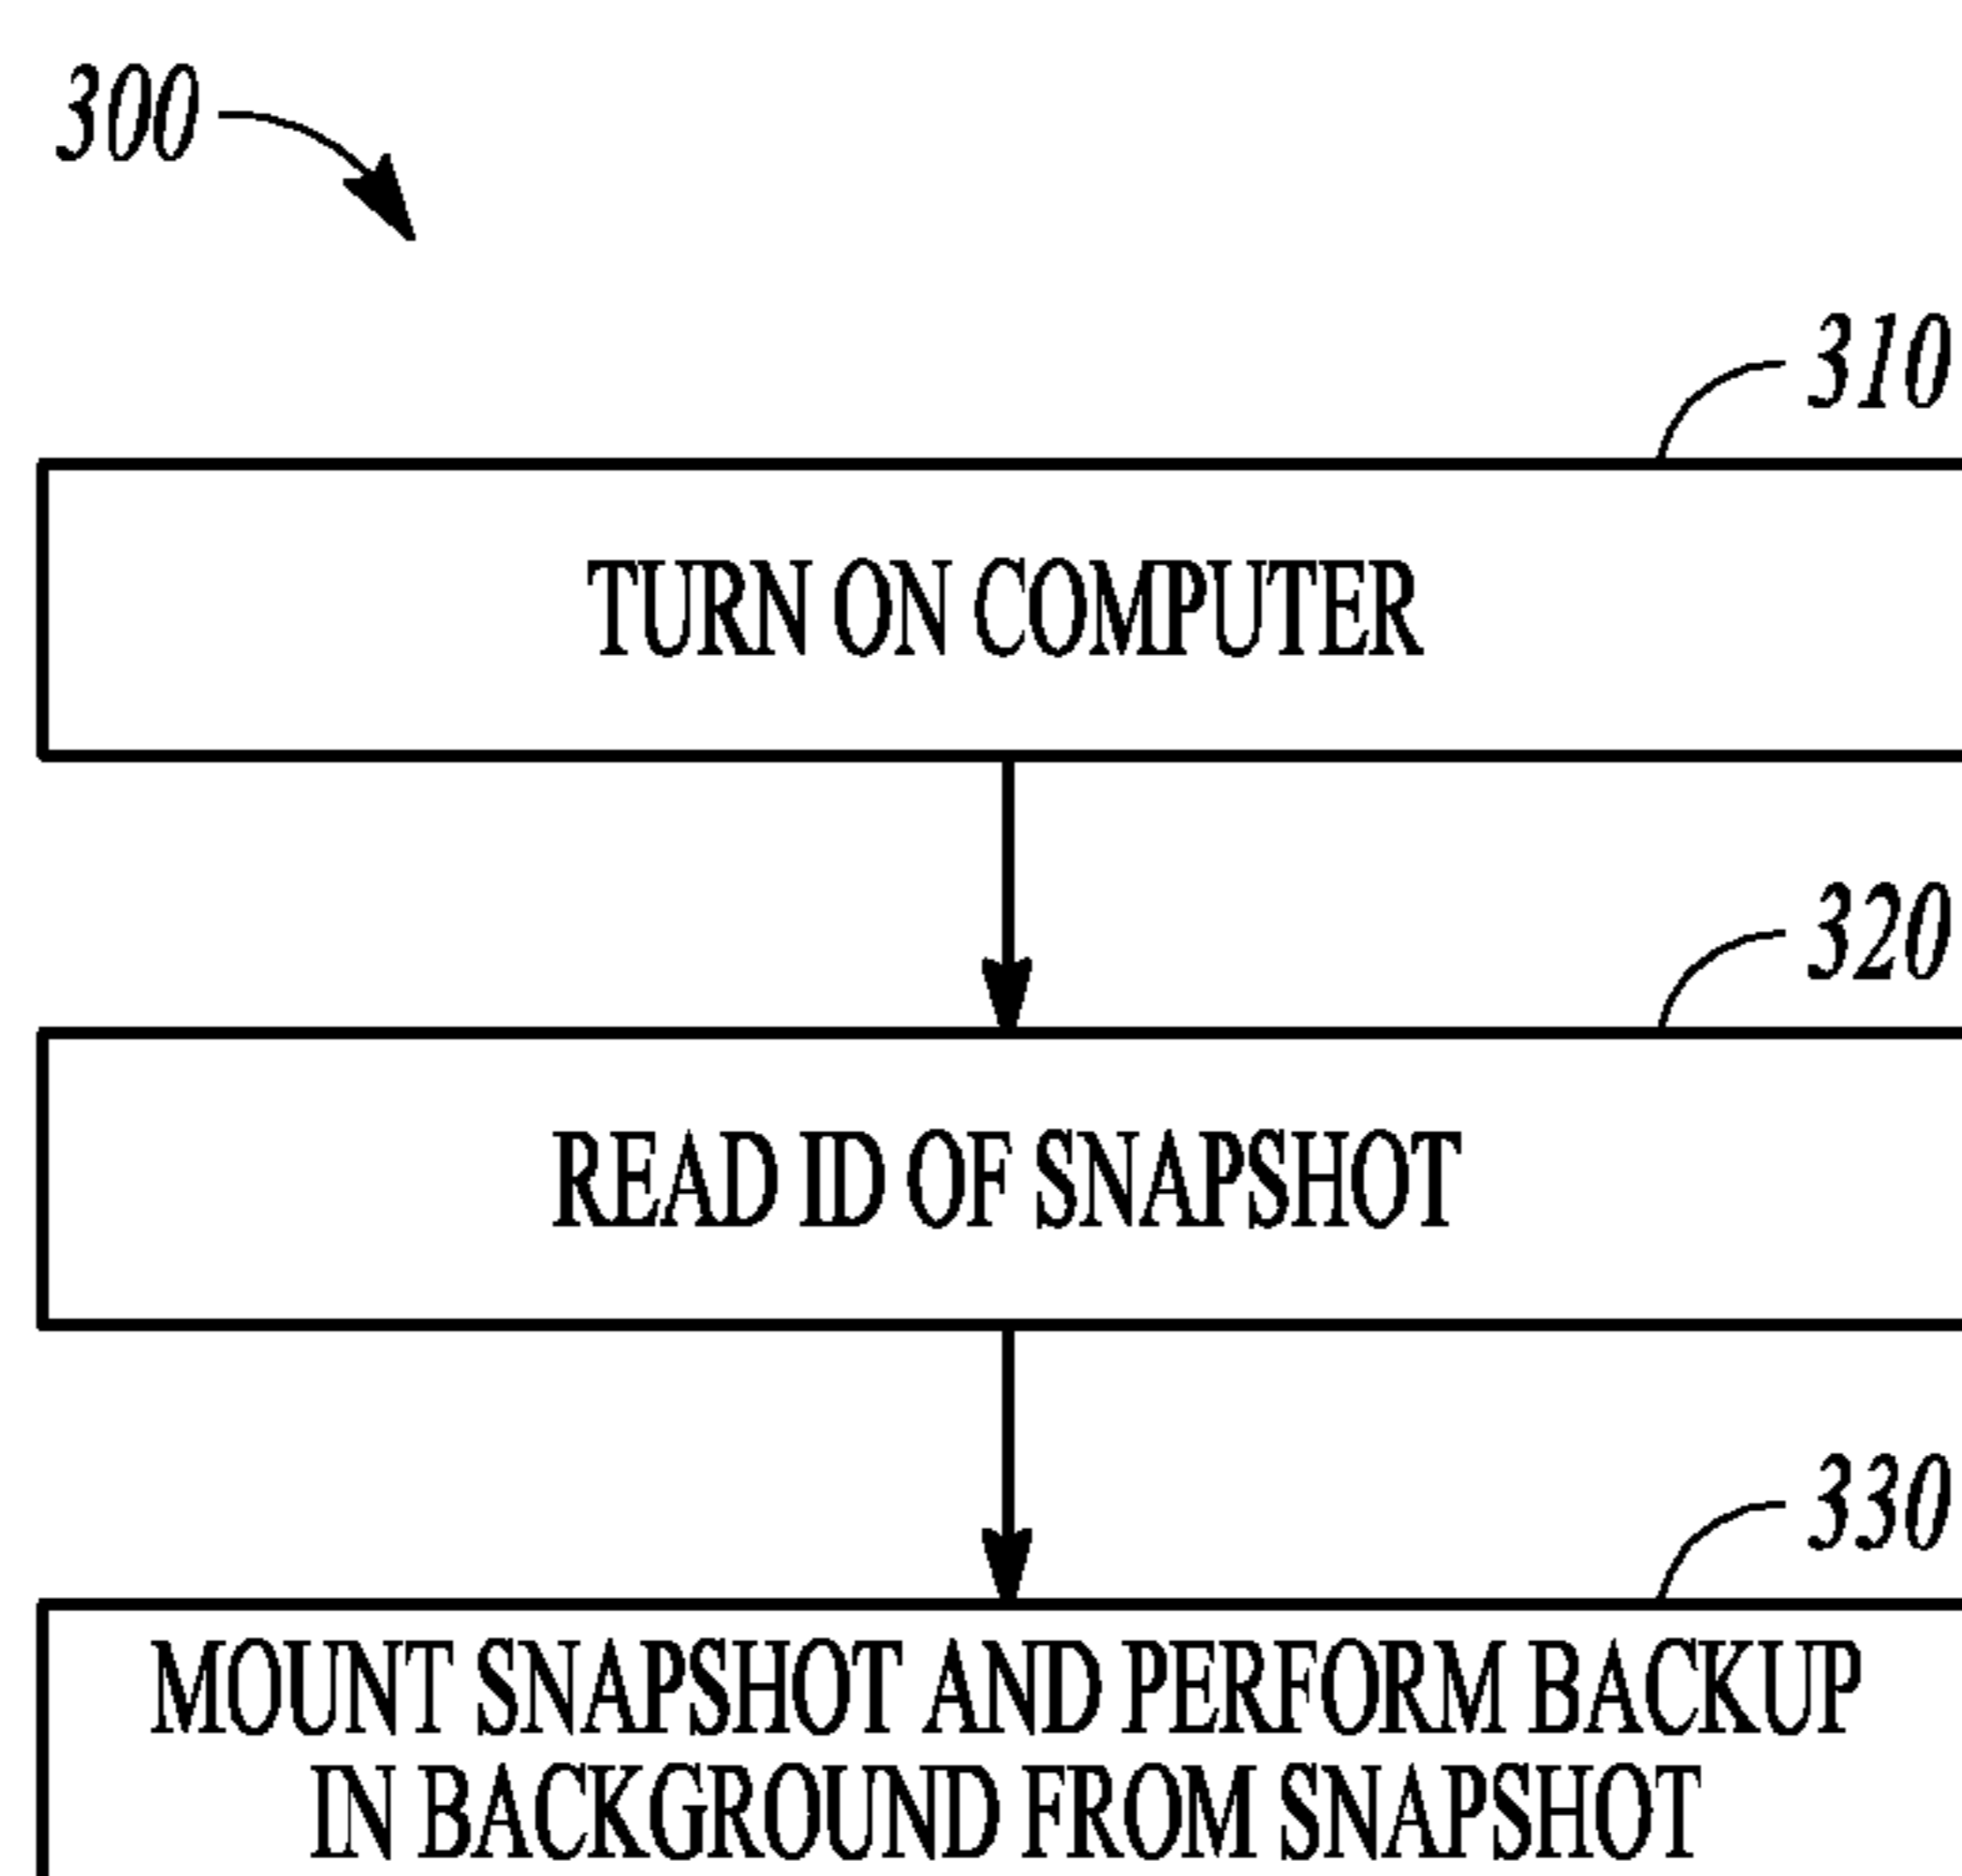 300
310
TURN ON COMPUTER
320
READ ID OF SNAPSHOT
330
MOUNT SNAPSHOT AND PERFORM BACKUP
IN BACKGROUND FROM SNAPSHOT